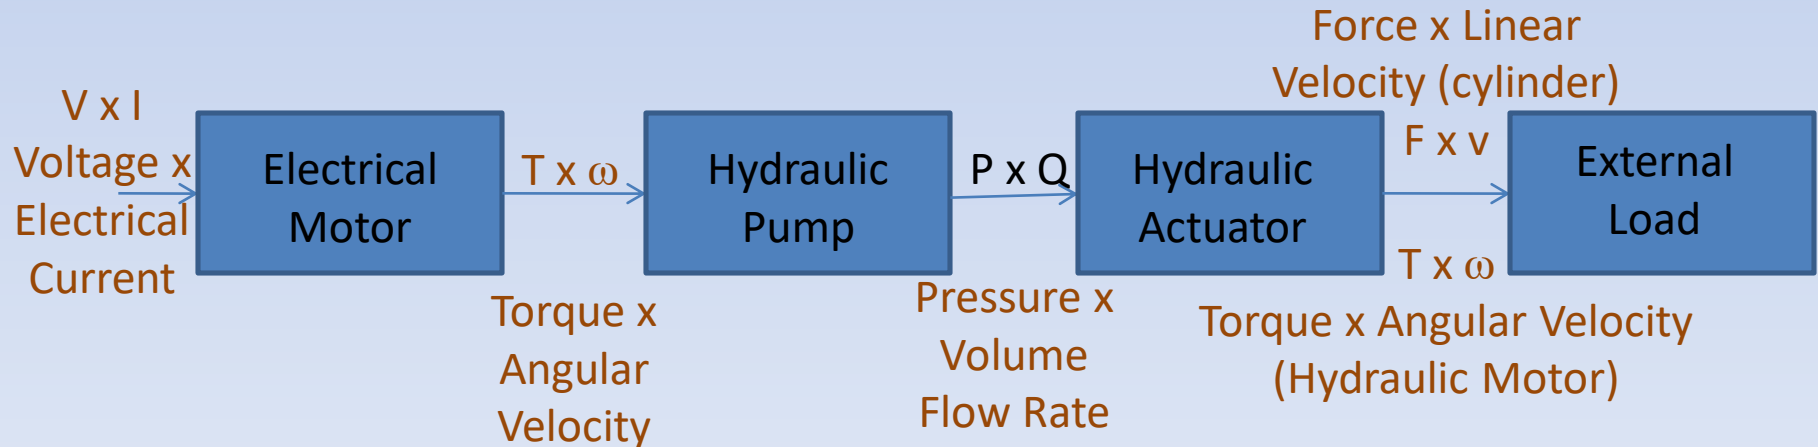 V x I
Voltage x
Electrical
Current
Electrical
Motor
T x ω
Torque x
Angular
Velocity
Hydraulic
Pump
P x Q
Pressure x
Volume
Flow Rate
Hydraulic
Actuator
Force x Linear
Velocity (cylinder)
F x v
T x ω
Torque x Angular Velocity
(Hydraulic Motor)
External
Load